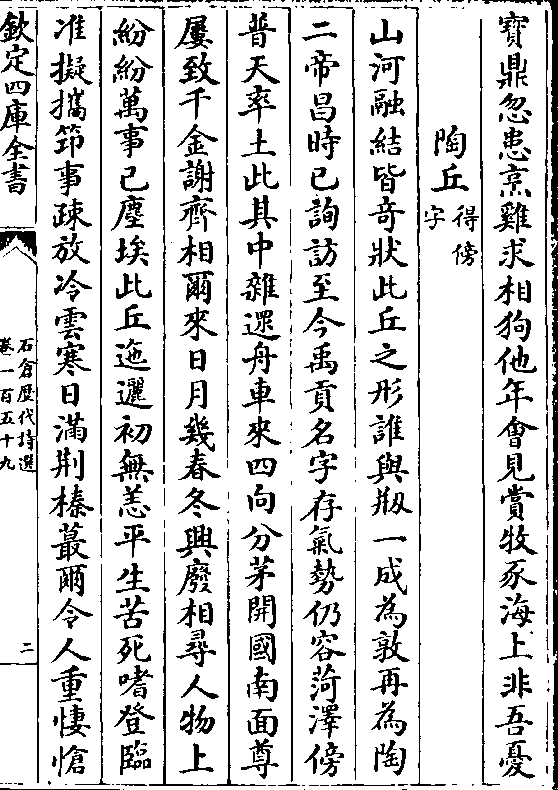 寶鼎忽患烹雞求相狗他年會見賞牧豕海上非吾憂
陶丘得傍字
山河融結皆竒狀此丘之形誰與剏一成為敦再為陶
二帝昌時已詢訪至今禹貢名字存氣勢仍容菏澤傍
普天率土此其中雜遝舟車來四向分茅開國南面尊
屢致千金謝齊相爾來日月幾春冬興廢相尋人物上
紛紛萬事已塵埃此丘迤邐初無恙平生苦死嗜登臨
准擬攜筇事疎放冷雲寒日滿荆榛蕞爾令人重悽愴
欽定四庫全書
石倉歷代詩選
卷一百五十九
二